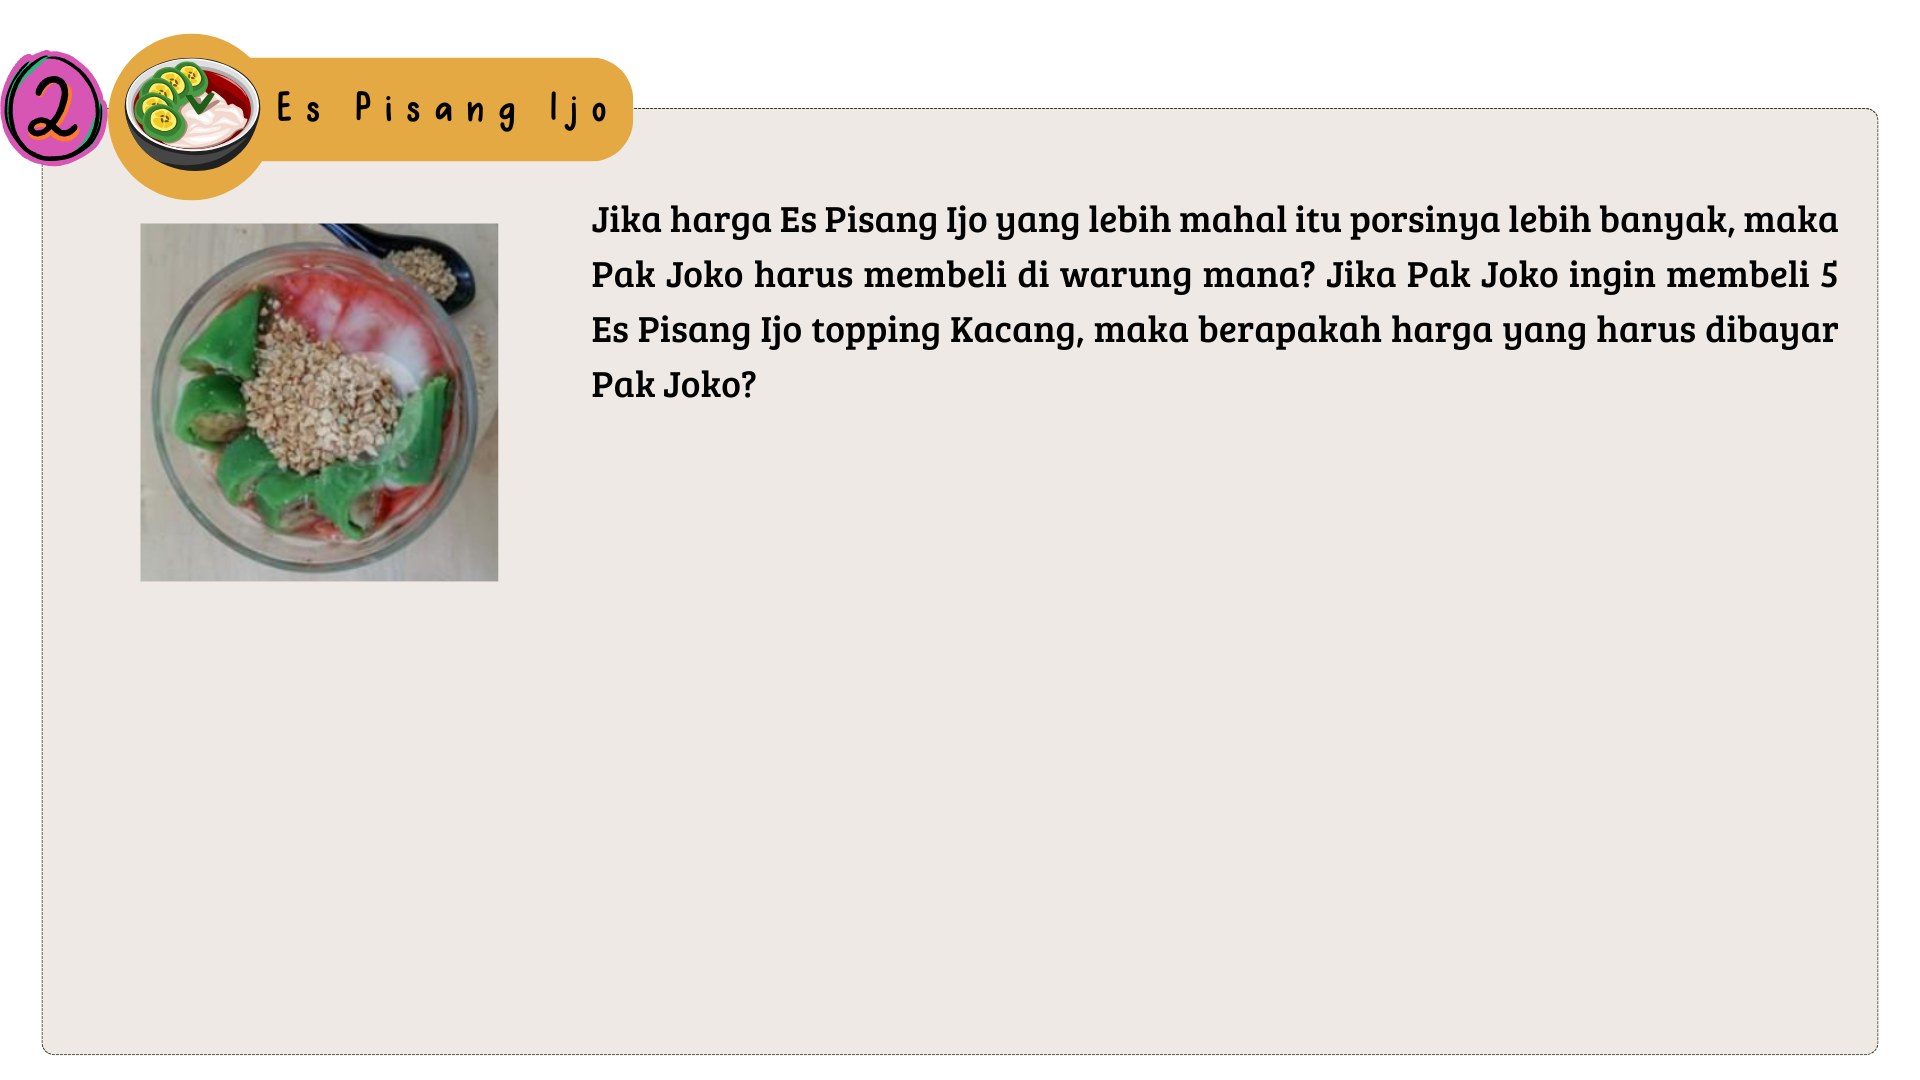 2
Es Pisang Ijo
Jika harga Es Pisang Ijo yang lebih mahal itu porsinya lebih banyak, maka
Pak Joko harus membeli di warung mana? Jika Pak Joko ingin membeli 5
Es Pisang Ijo topping Kacang, maka berapakah harga yang harus dibayar
Pak Joko?